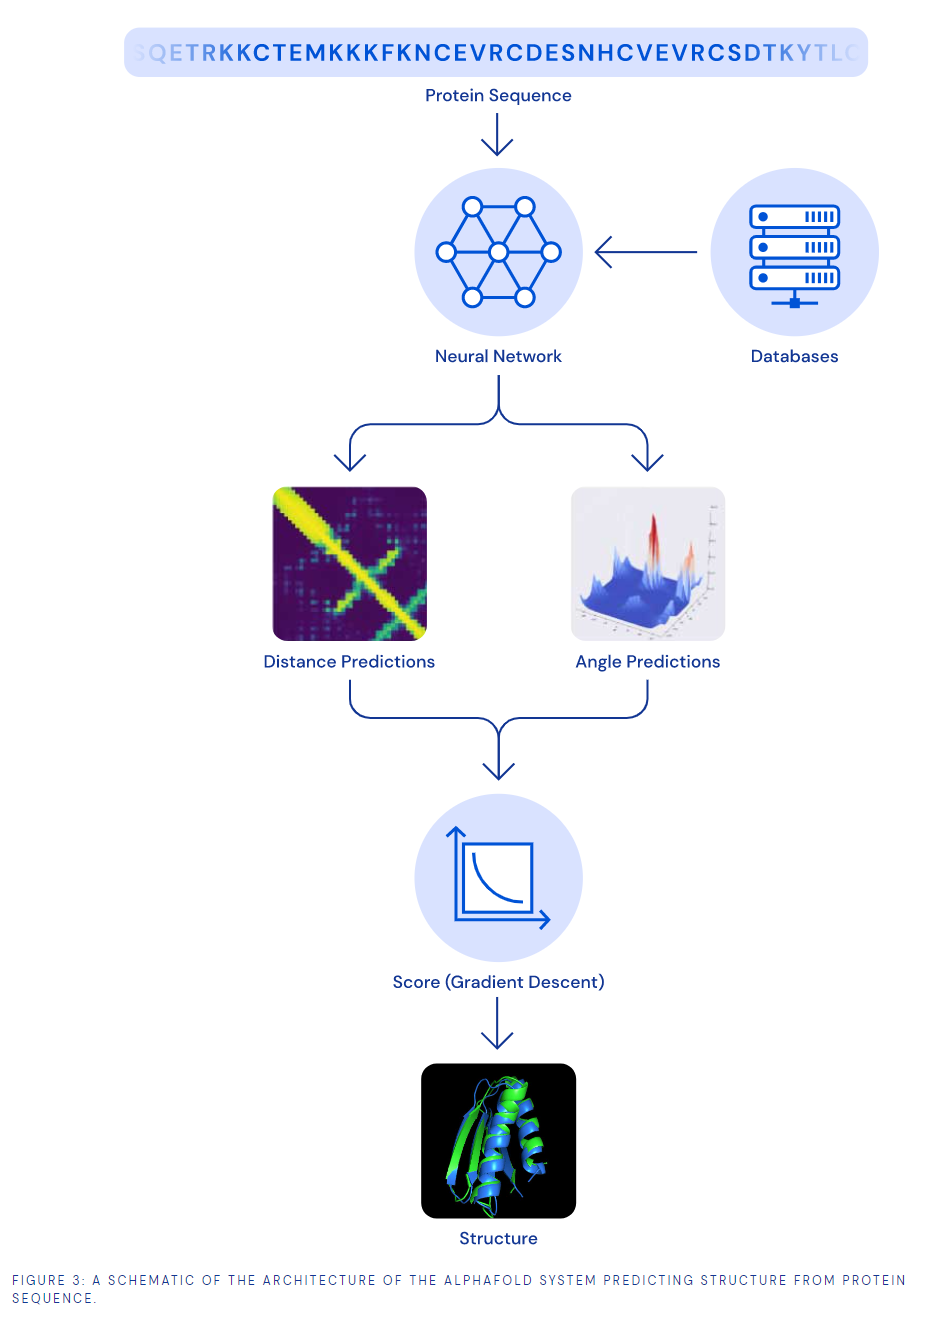 SQETRKKCTEMKKKFKNCEVRCDESNHCVEVRCSDTKYTLC
Protein Sequence
Neural Network
Databases
Distance Predictions
Angle Predictions
Score (Gradient Descent)
Structure
FIGURE 3: A SCHEMATIC OF THE ARCHITECTURE OF THE ALPHAFOLD SYSTEM PREDICTING STRUCTURE FROM PROTEIN
SEQUENCE.